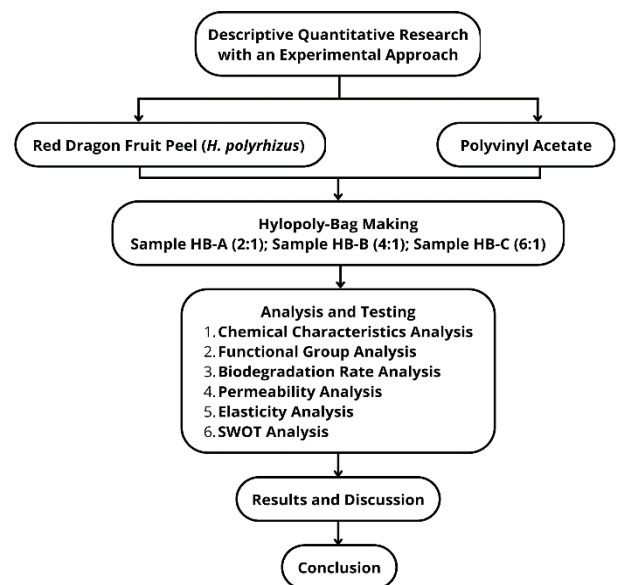 Descriptive Quantitative Research
with an Experimental Approach
Red Dragon Fruit Peel (H. polyrhizus)
Polyvinyl Acetate
Hylopoly-Bag Making
Sample HB-A (2:1); Sample HB-B (4:1); Sample HB-C (6:1)
Analysis and Testing
1. Chemical Characteristics Analysis
2. Functional Group Analysis
3. Biodegradation Rate Analysis
4. Permeability Analysis
5. Elasticity Analysis
6. SWOT Analysis
Results and Discussion
Conclusion